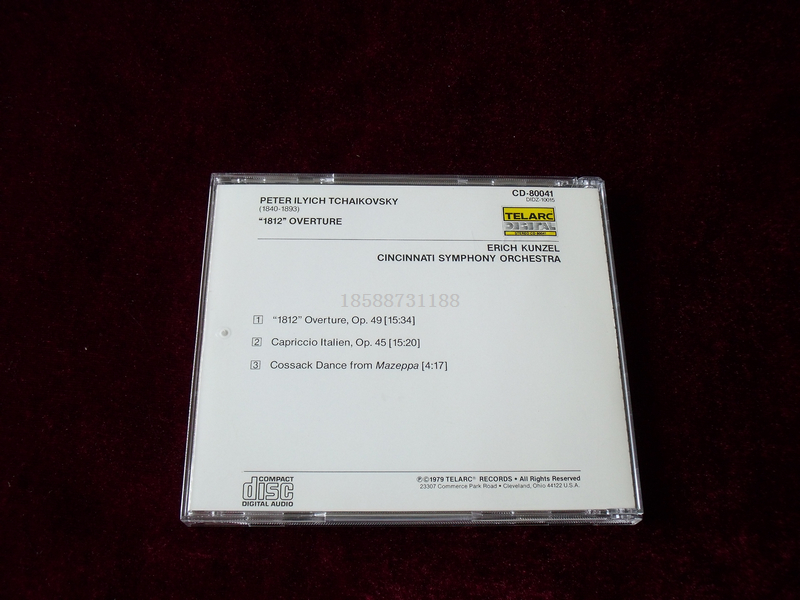 CD-80041
DIDZ-10015
PETER ILYICH TCHAIKOVSKY
(1840-1893)
"1812" OVERTURE
TELARC
DIGITAL
ERICH KUNZEL
CINCINNATI SYMPHONY ORCHESTRA
18588731188
1 "1812" Overture, Op. 49 [15:34]
2 Capriccio Italien, Op. 45 [15:20]
3 Cossack Dance from Mazeppa [4:17]
COMPACT
disc
DIGITAL AUDIO
℗©1979 TELARC® RECORDS • All Rights Reserved
23307 Commerce Park Road • Cleveland, Ohio 44122 U.S.A.